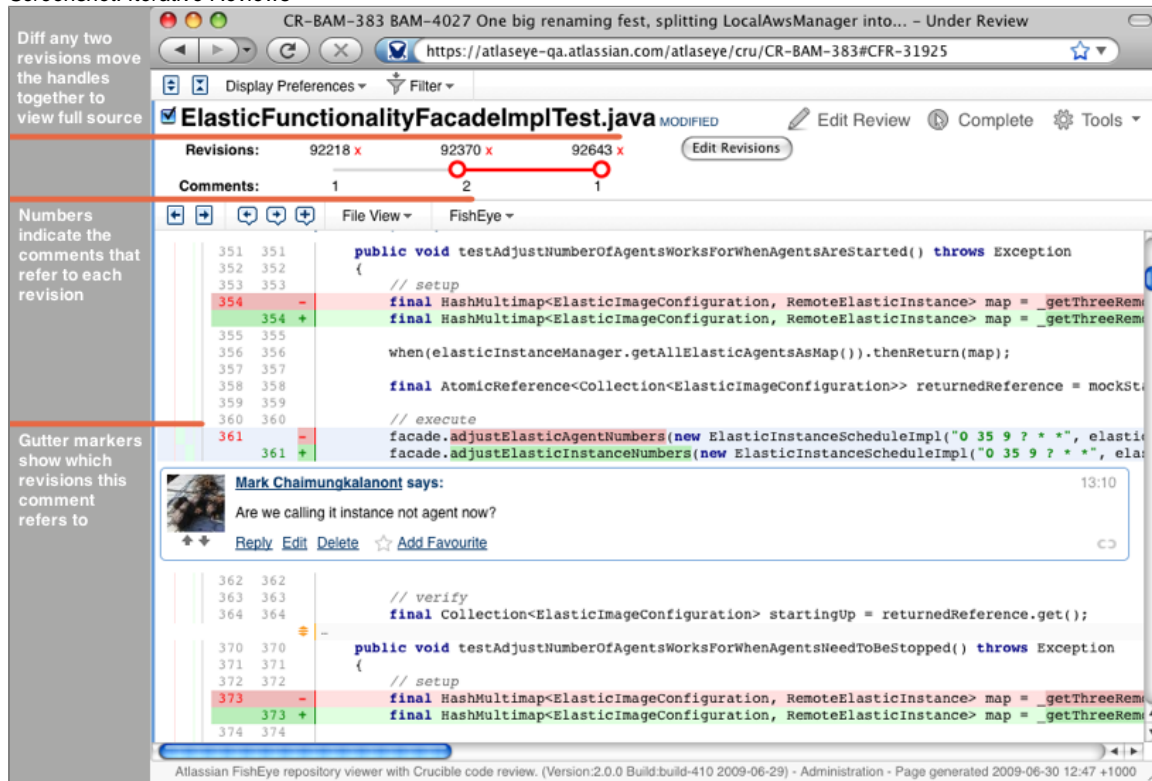 Screenshot: Iterative Reviews
CR-BAM-383 BAM-4027 One big renaming fest, splitting LocalAwsManager into... – Under Review
https://atlaseye-qa.atlassian.com/atlaseye/cru/CR-BAM-383#CFR-31925
Diff any two
revisions move
the handles
together to
view full source
Display Preferences Filter
ElasticFunctionalityFacadeImplTest.java MODIFIED Edit Review Complete Tools
Revisions: 92218 x 92370 x 92643 x Edit Revisions
Comments: 1 2 1
Numbers
indicate the
comments that
refer to each
revision
File View FishEye
351 351 public void testAdjustNumberOfAgentsWorksForWhenAgentsAreStarted() throws Exception
352 352 {
353 353 // setup
354 - final HashMultimap<ElasticImageConfiguration, RemoteElasticInstance> map = _getThreeRem
354 + final HashMultimap<ElasticImageConfiguration, RemoteElasticInstance> map = _getThreeRem
355 355
356 356 when(elasticInstanceManager.getAllElasticAgentsAsMap()).thenReturn(map);
357 357
358 358 final AtomicReference<Collection<ElasticImageConfiguration>> returnedReference = mockSt
359 359
360 360 // execute
361 - facade.adjustElasticAgentNumbers(new ElasticInstanceScheduleImpl("0 35 9 ? * *", elastic
361 + facade.adjustElasticInstanceNumbers(new ElasticInstanceScheduleImpl("0 35 9 ? * *", ela
Gutter markers
show which
revisions this
comment
refers to
Mark Chaimungkalanont says: 13:10
Are we calling it instance not agent now?
Reply Edit Delete Add Favourite
362 362
363 363 // verify
364 364 final Collection<ElasticImageConfiguration> startingUp = returnedReference.get();
…
370 370 public void testAdjustNumberOfAgentsWorksForWhenAgentsNeedToBeStopped() throws Exception
371 371 {
372 372 // setup
373 - final HashMultimap<ElasticImageConfiguration, RemoteElasticInstance> map = _getThreeRem
373 + final HashMultimap<ElasticImageConfiguration, RemoteElasticInstance> map = _getThreeRem
374 374
Atlassian FishEye repository viewer with Crucible code review. (Version:2.0.0 Build:build-410 2009-06-29) - Administration - Page generated 2009-06-30 12:47 +1000